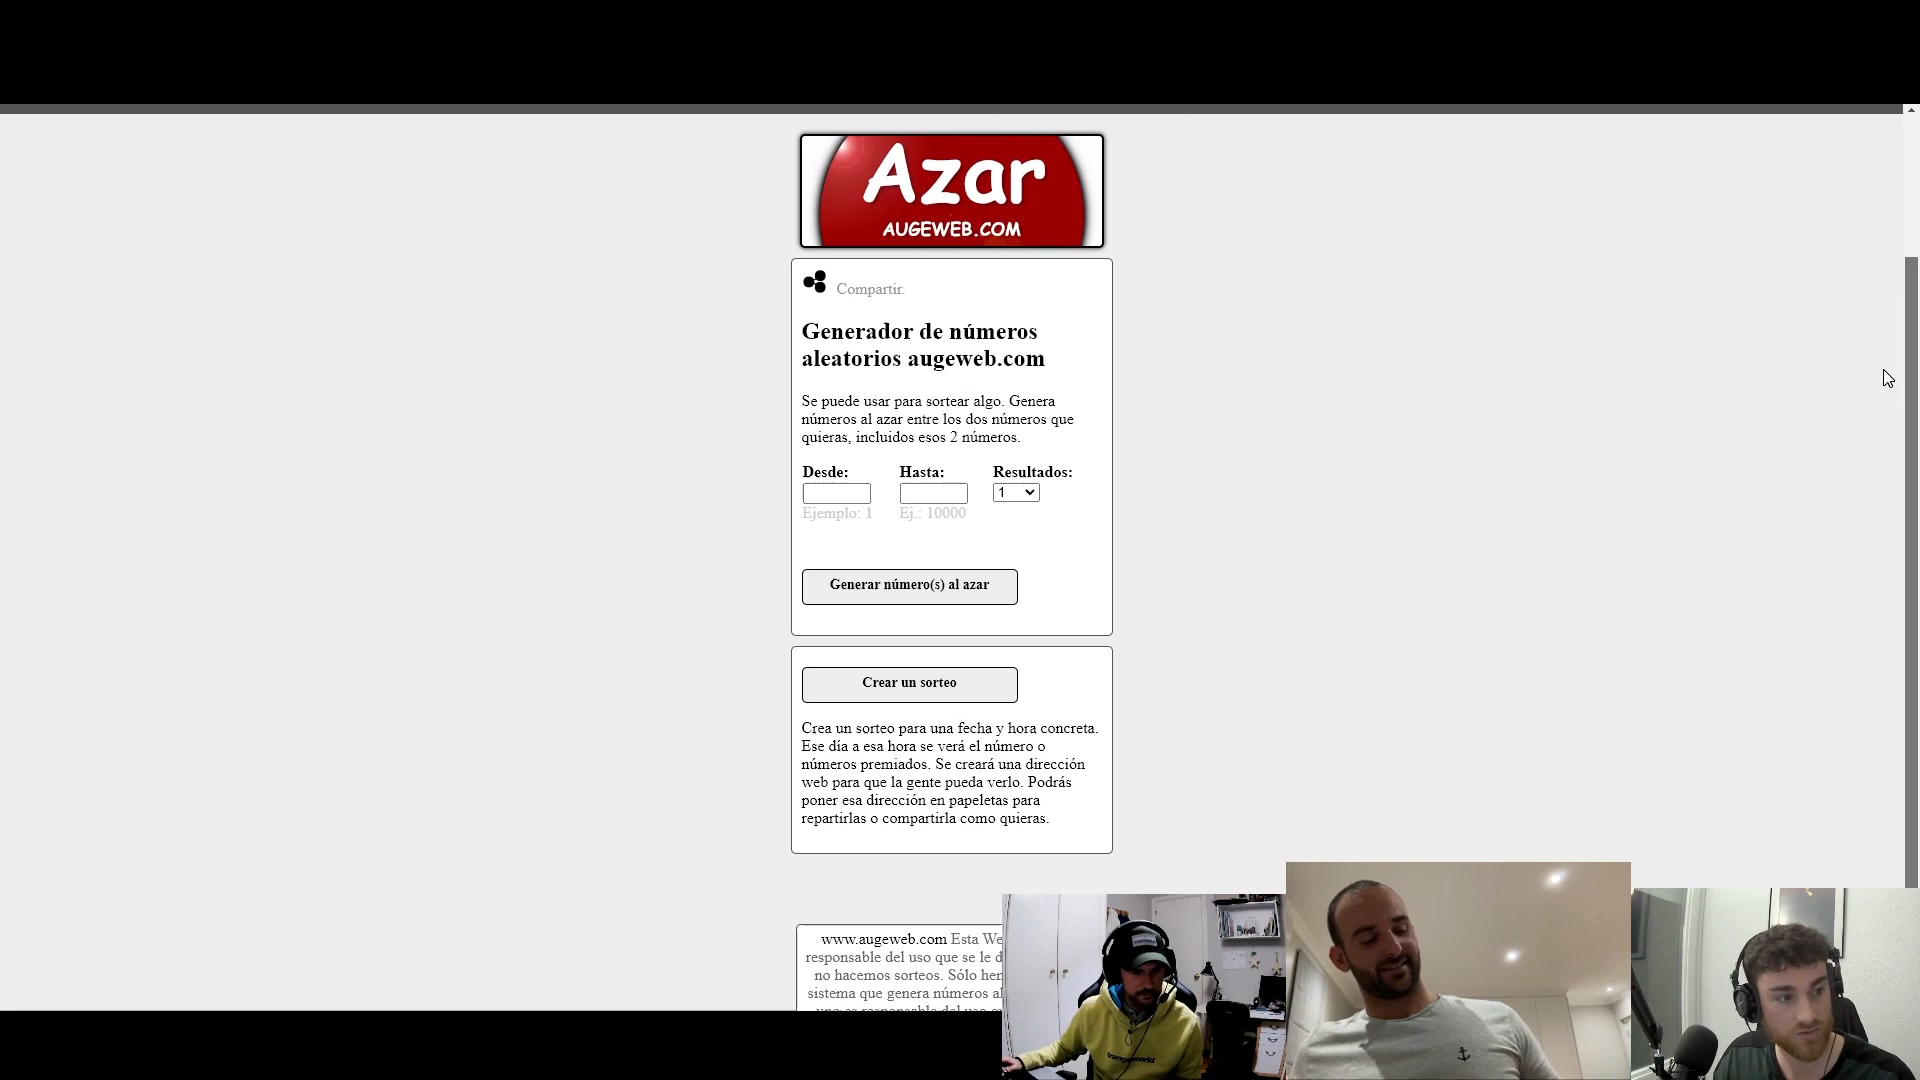 Azar
AUGEWEB.COM
Compartir.
Generador de números
aleatorios augeweb.com
Se puede usar para sortear algo. Genera
números al azar entre los dos números que
quieras, incluidos esos 2 números.
Desde: Hasta: Resultados:
1
Ejemplo: 1 Ej.: 10000
Generar número(s) al azar
Crear un sorteo
Crea un sorteo para una fecha y hora concreta.
Ese día a esa hora se verá el número o
números premiados. Se creará una dirección
web para que la gente pueda verlo. Podrás
poner esa dirección en papeletas para
repartirlas o compartirla como quieras.
www.augeweb.com Esta We
responsable del uso que se le d
no hacemos sorteos. Sólo hem
sistema que genera números al
trangoworld